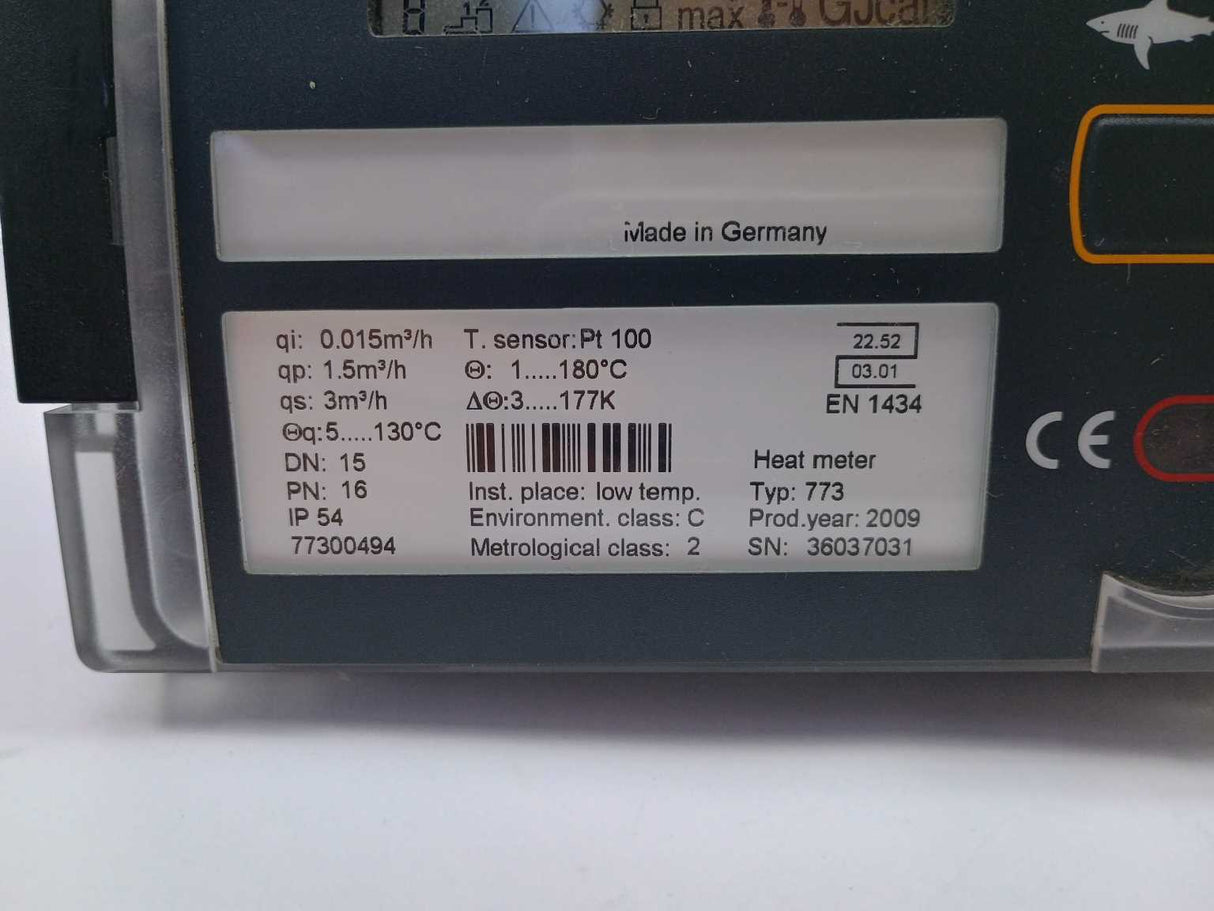 max GJcal
Made in Germany
qi: 0.015m³/h
qp: 1.5m³/h
qs: 3m³/h
Θq:5.....130°C
DN: 15
PN: 16
IP 54
77300494
T. sensor:Pt 100
Θ: 1.....180°C
ΔΘ:3.....177K
Inst. place: low temp.
Environment. class: C
Metrological class: 2
22.52
03.01
EN 1434
Heat meter
Typ: 773
Prod.year: 2009
SN: 36037031
CE